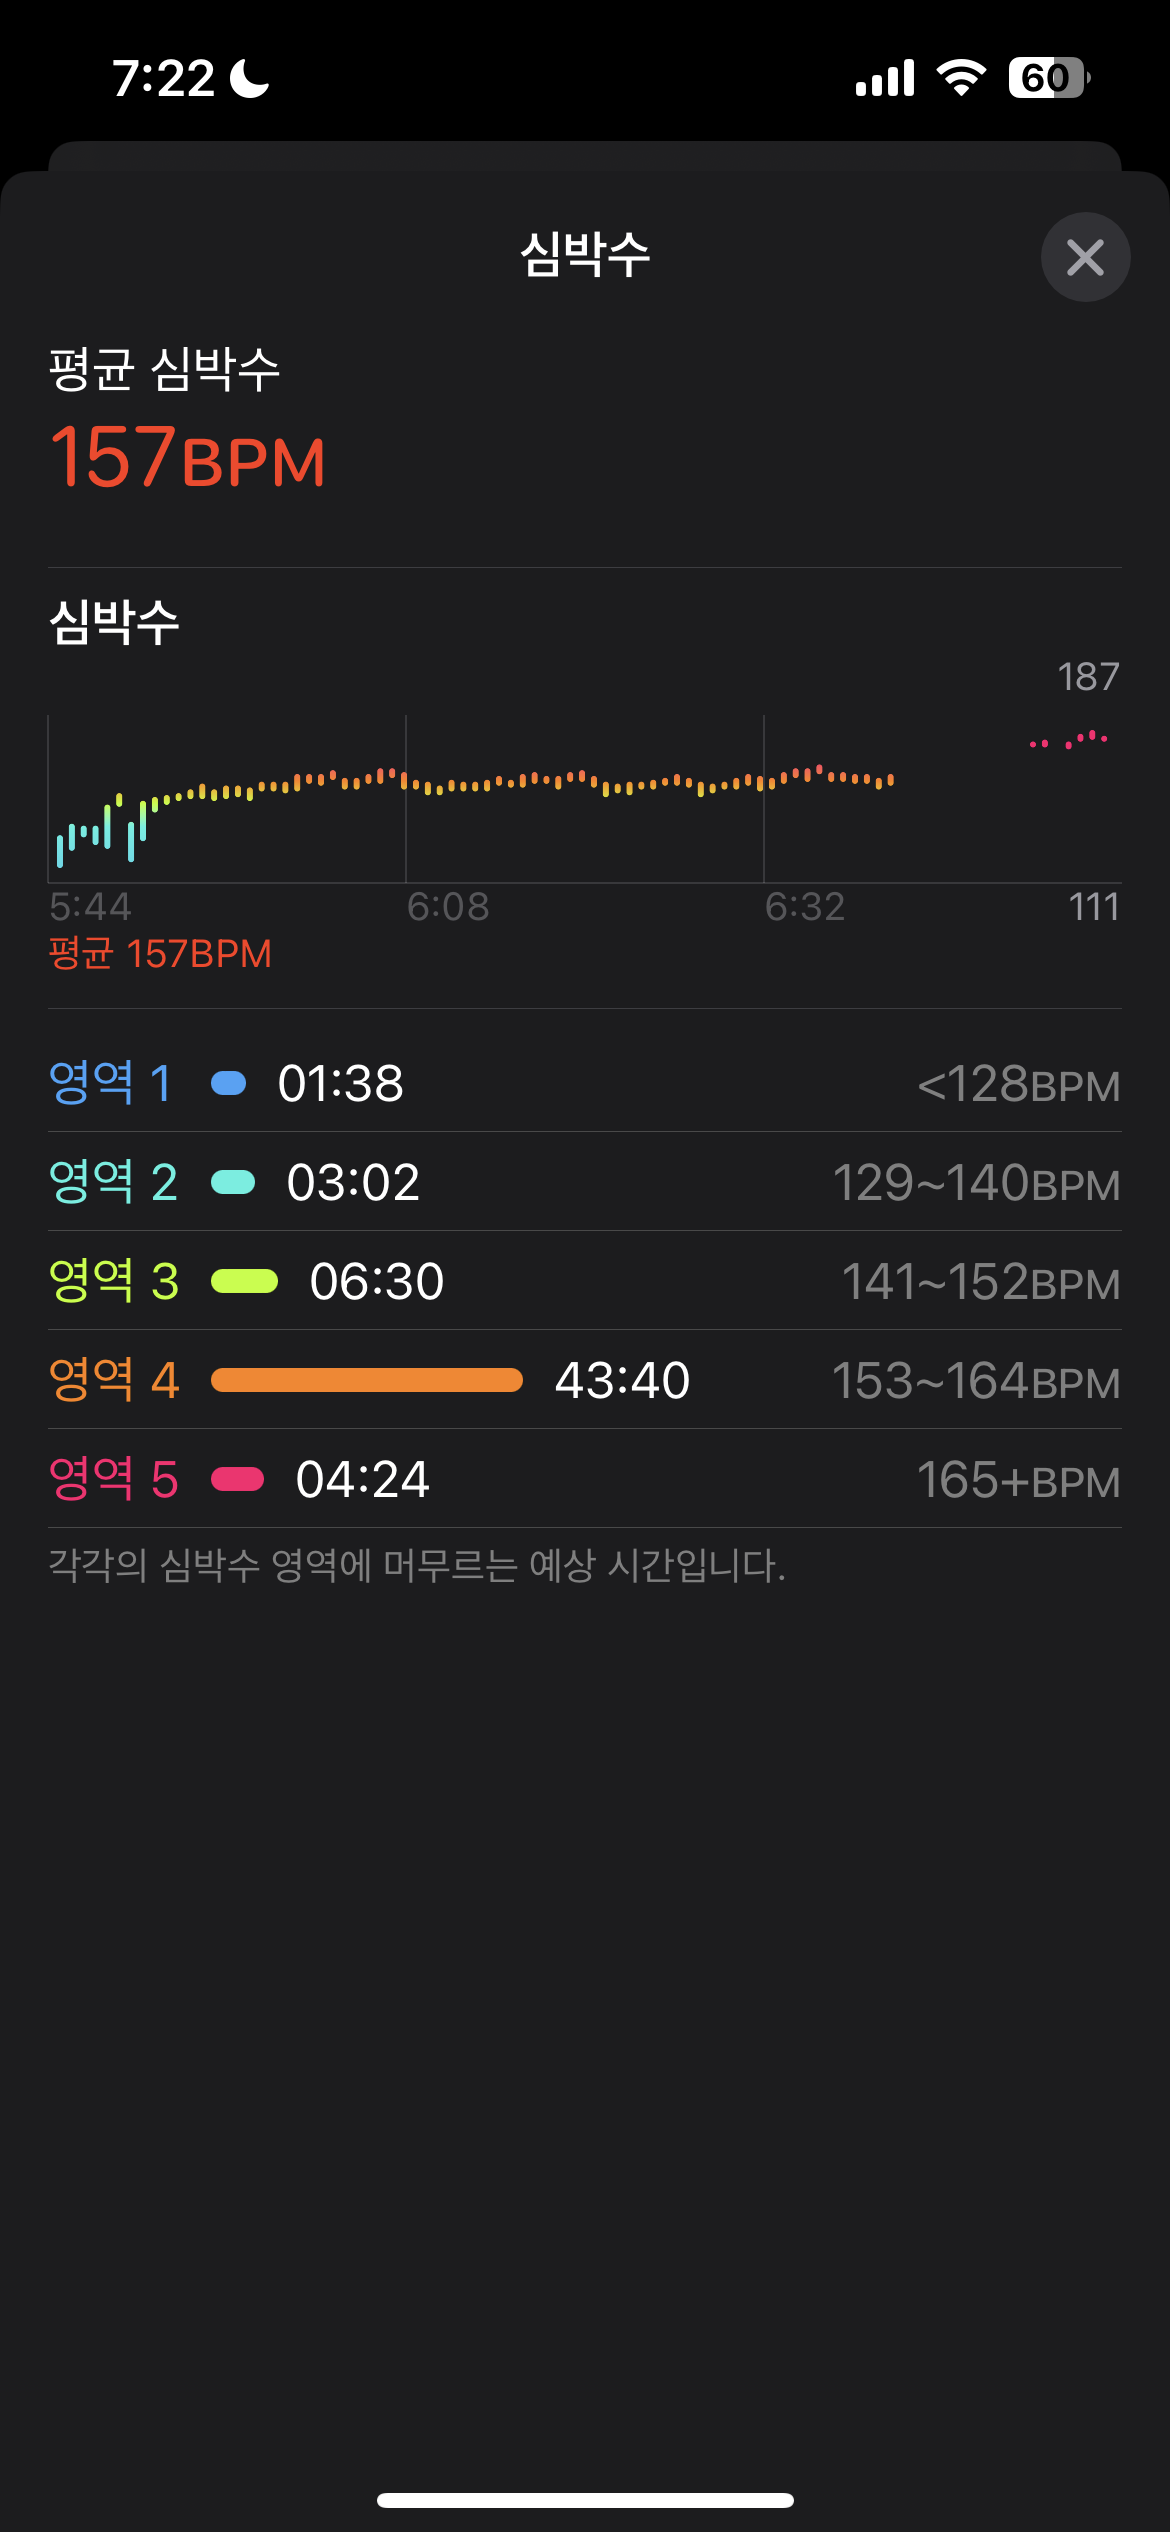 7:22
60
심박수
평균 심박수
157BPM
심박수
187
5:44 6:08 6:32 111
평균 157BPM
영역 1 01:38 <128BPM
영역 2 03:02 129~140BPM
영역 3 06:30 141~152BPM
영역 4 43:40 153~164BPM
영역 5 04:24 165+BPM
각각의 심박수 영역에 머무르는 예상 시간입니다.